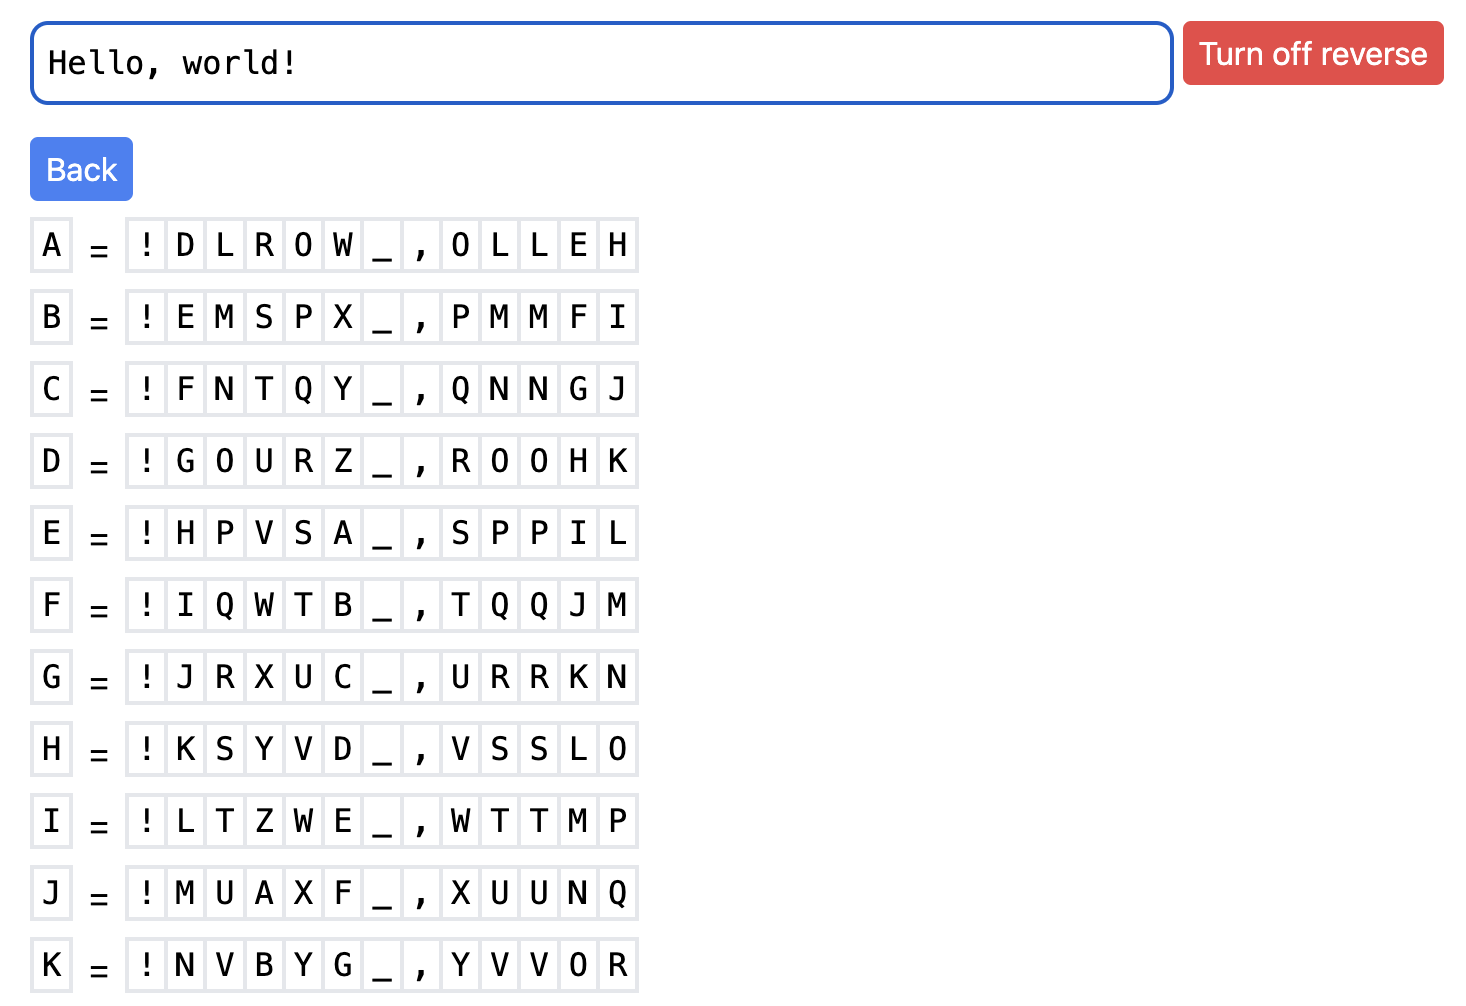 Hello, world! Turn off reverse
Back
A = ! D L R O W _ , O L L E H
B = ! E M S P X _ , P M M F I
C = ! F N T Q Y _ , Q N N G J
D = ! G O U R Z _ , R O O H K
E = ! H P V S A _ , S P P I L
F = ! I Q W T B _ , T Q Q J M
G = ! J R X U C _ , U R R K N
H = ! K S Y V D _ , V S S L O
I = ! L T Z W E _ , W T T M P
J = ! M U A X F _ , X U U N Q
K = ! N V B Y G _ , Y V V O R